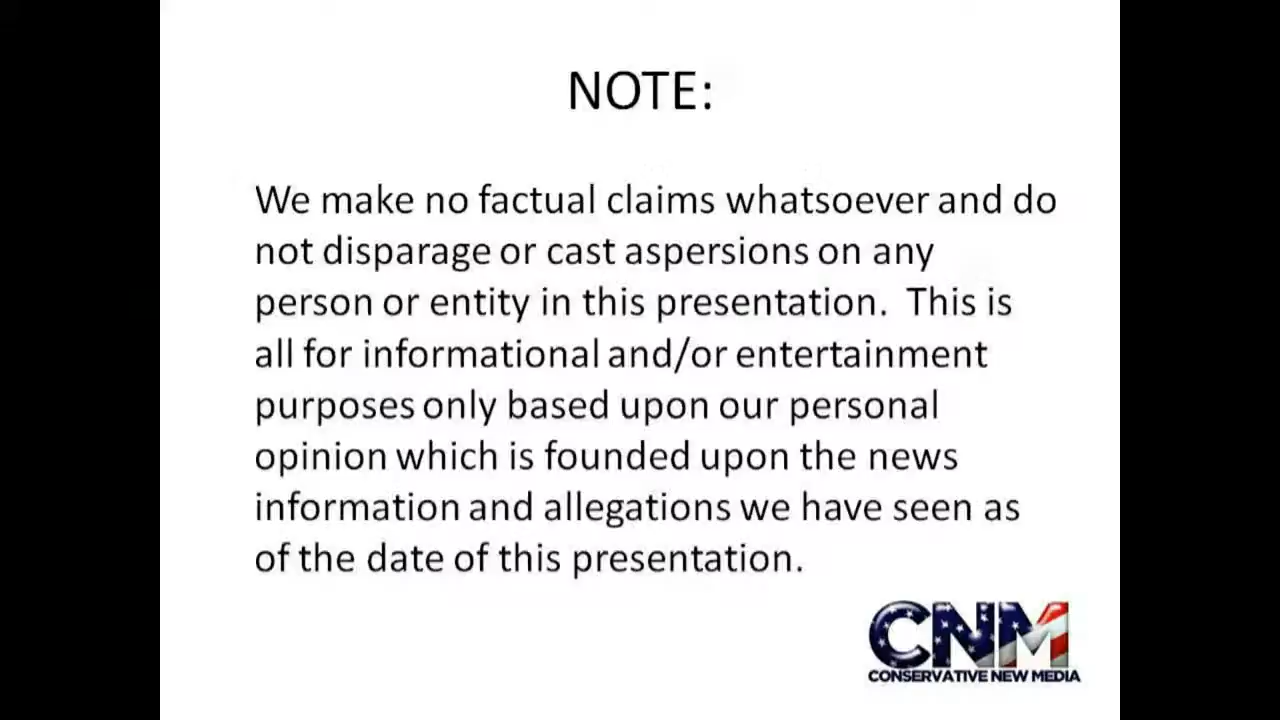 NOTE:
We make no factual claims whatsoever and do
not disparage or cast aspersions on any
person or entity in this presentation.  This is
all for informational and/or entertainment
purposes only based upon our personal
opinion which is founded upon the news
information and allegations we have seen as
of the date of this presentation.
CNM
CONSERVATIVE NEW MEDIA